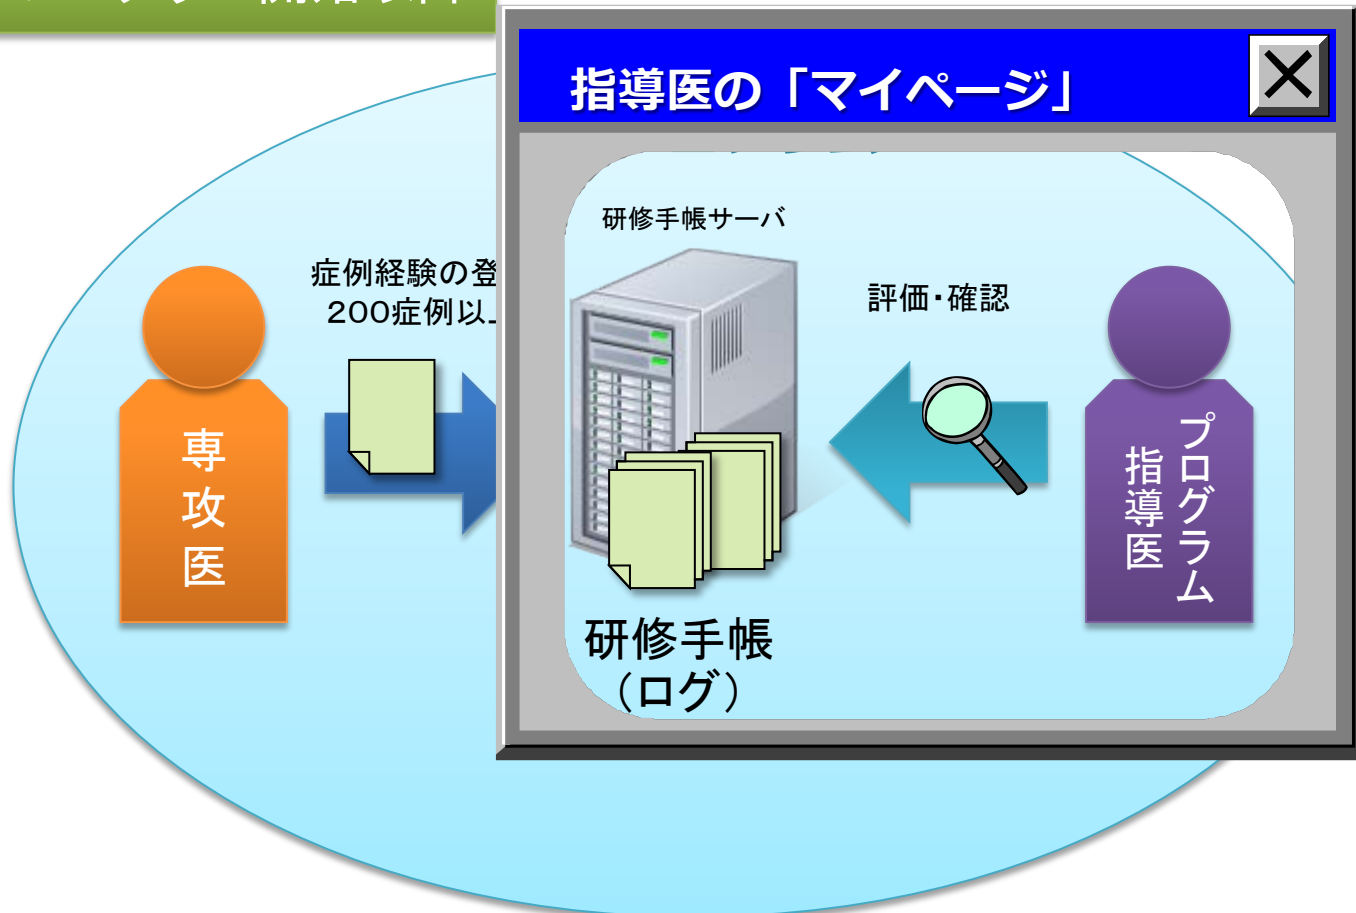 指導医の「マイページ」
研修手帳サーバ
症例経験の登
200症例以
評価・確認
専攻医
プログラム
指導医
研修手帳
（ログ）